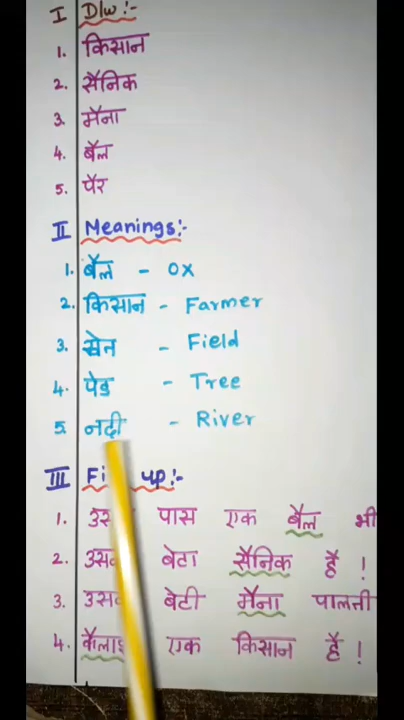 I D/w :-
1. किसान
2. सैनिक
3. मैना
4. बैल
5. पैर
II Meanings:-
1. बैल - Ox
2. किसान - Farmer
3. खेत - Field
4. पेड - Tree
5. नदी - River
III up:-
1. पास एक बैल भी
2. बेटा सैनिक है !
3. बेटी मैना पालती
4. एक किसान है !